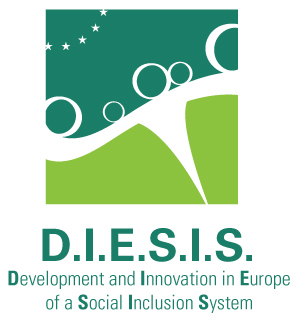 D.I.E.S.I.S.
Development and Innovation in Europe
of a Social Inclusion System